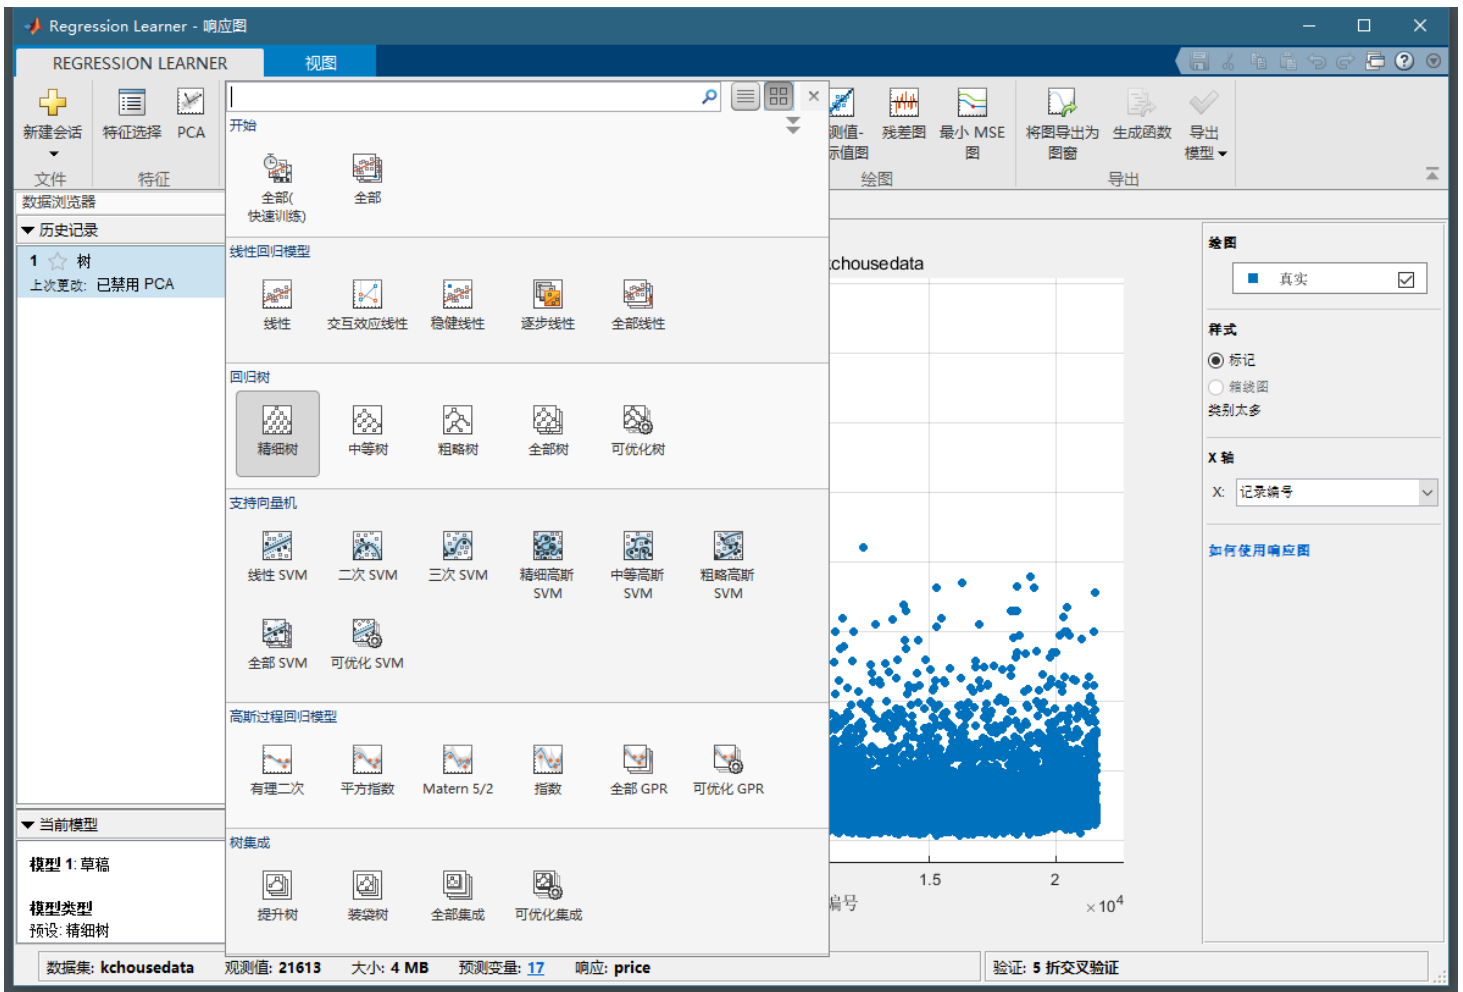 Regression Learner - 响应图
REGRESSION LEARNER
视图
新建会话
特征选择
PCA
测值-
际值图
残差图
最小 MSE
图
将图导出为
图窗
生成函数
导出
模型
文件
特征
绘图
导出
数据浏览器
历史记录
1 树
上次更改: 已禁用 PCA
开始
全部(
快速训练)
全部
线性回归模型
线性
交互效应线性
稳健线性
逐步线性
全部线性
回归树
精细树
中等树
粗略树
全部树
可优化树
支持向量机
线性 SVM
二次 SVM
三次 SVM
精细高斯
SVM
中等高斯
SVM
粗略高斯
SVM
全部 SVM
可优化 SVM
高斯过程回归模型
有理二次
平方指数
Matern 5/2
指数
全部 GPR
可优化 GPR
树集成
提升树
装袋树
全部集成
可优化集成
chousedata
1.5
2
编号
×10⁴
绘图
真实
样式
标记
箱线图
类别太多
X 轴
X: 记录编号
如何使用响应图
当前模型
模型 1: 草稿
模型类型
预设: 精细树
数据集: kchousedata 观测值: 21613 大小: 4 MB 预测变量: 17 响应: price
验证: 5 折交叉验证